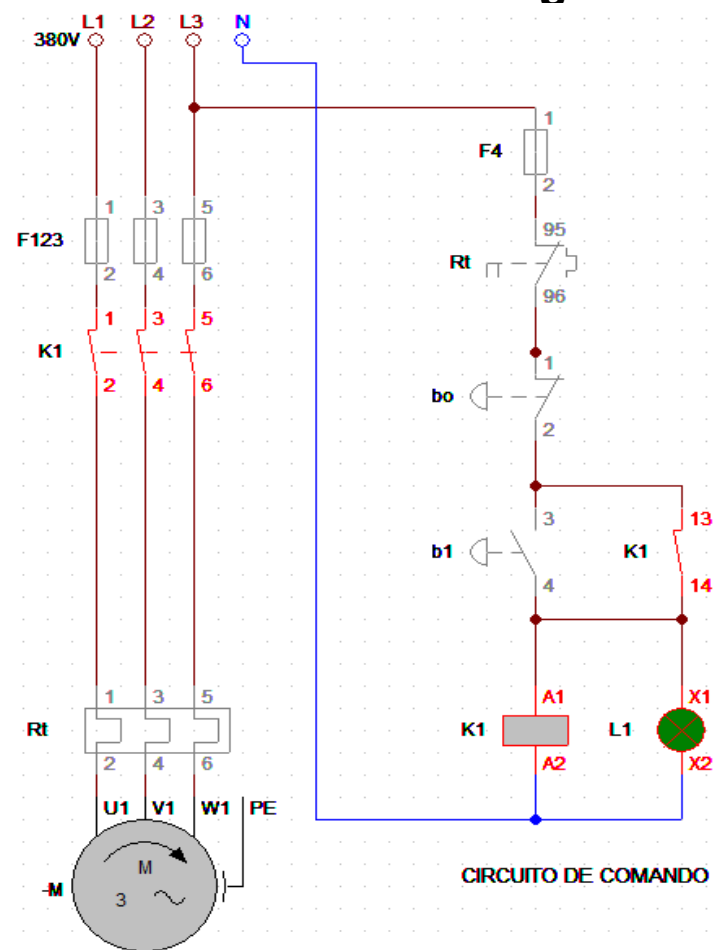 L1 L2 L3 N
380V
1
F4
2
1 3 5
F123
2 4 6
95
Rt
96
1 3 5
K1
2 4 6
1
bo
2
3
b1
4
13
K1
14
1 3 5
Rt
2 4 6
A1
K1
A2
X1
L1
X2
U1 V1 W1 PE
-M
M
3
CIRCUITO DE COMANDO